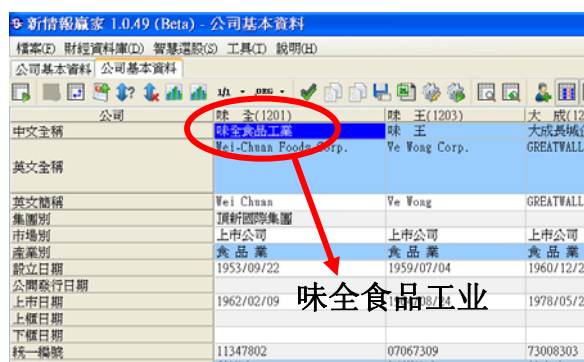 新情報贏家 1.0.49 (Beta) - 公司基本資料
檔案(F) 財經資料庫(D) 智慧選股(S) 工具(T) 說明(H)
公司基本資料 公司基本資料
公司 味 全(1201) 味 王(1203) 大 成(12
中文全稱 味全食品工業 味 王 大成長城
英文全稱 Wei-Chuan Foods Corp. Ve Wong Corp. GREATWALL
英文簡稱 Wei Chuan Ve Wong GREATWALL
集團別 頂新國際集團
市場別 上市公司 上市公司 上市公司
產業別 食 品 業 食 品 業 食 品 業
設立日期 1953/09/22 1959/07/04 1960/12/2
公開發行日期
味全食品工业
上市日期 1962/02/09 1978/05/2
上櫃日期
下櫃日期
統一編號 11347802 07067309 73008303